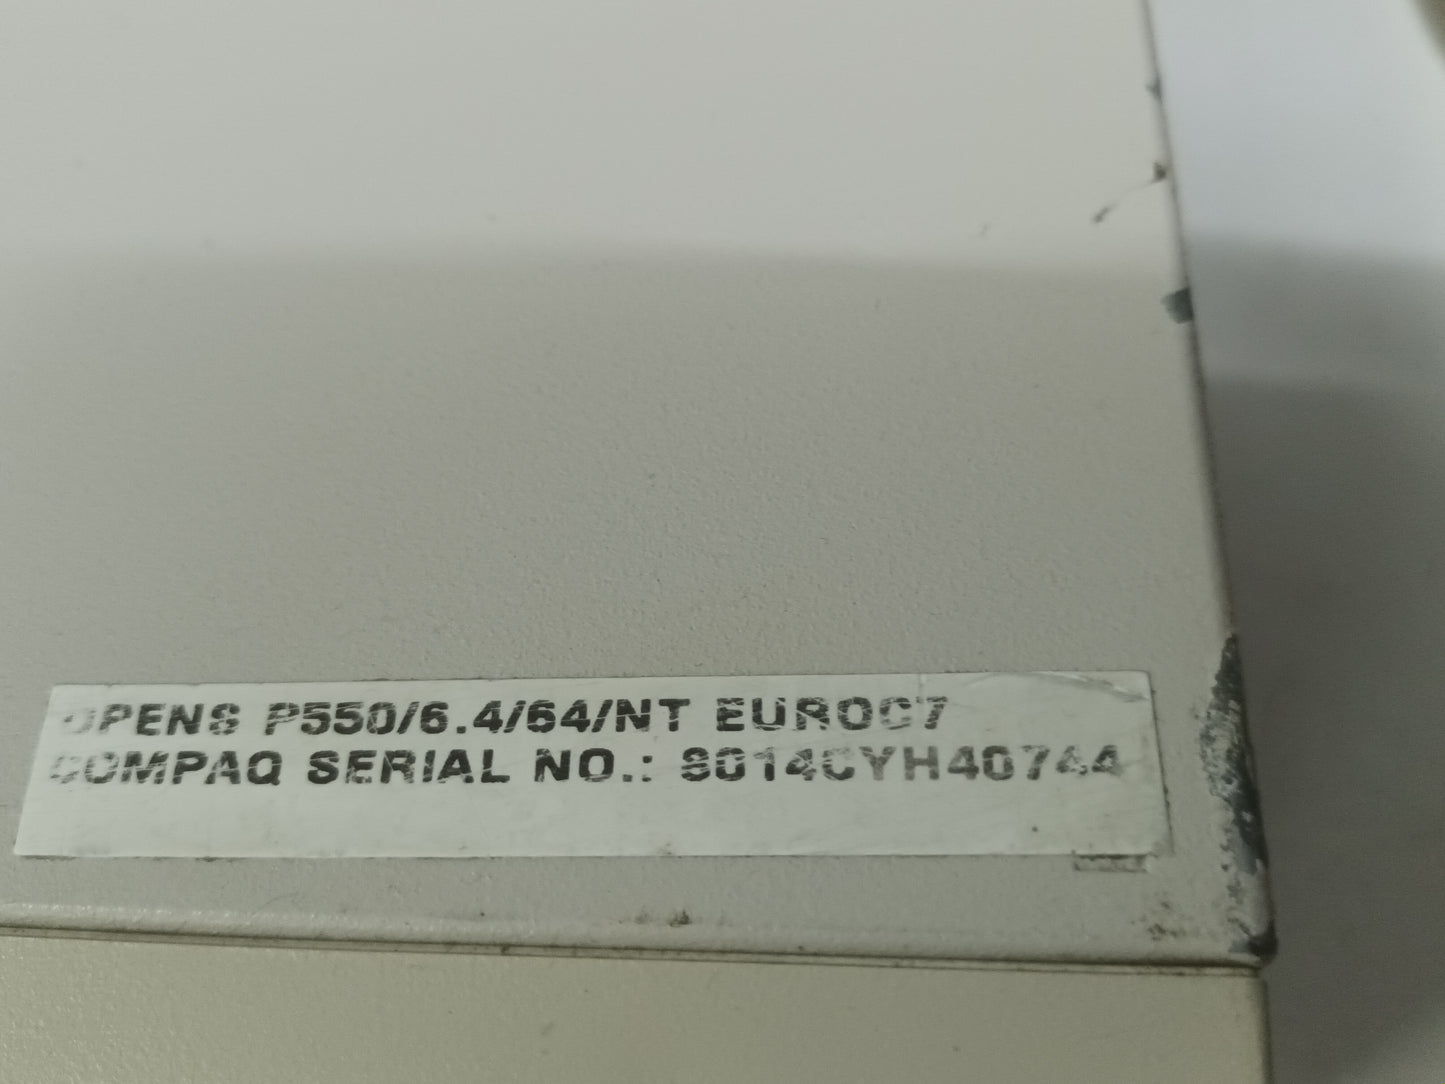 OPENS P550/6.4/64/NT EUROC7
COMPAQ SERIAL NO.: 8014CYH40744